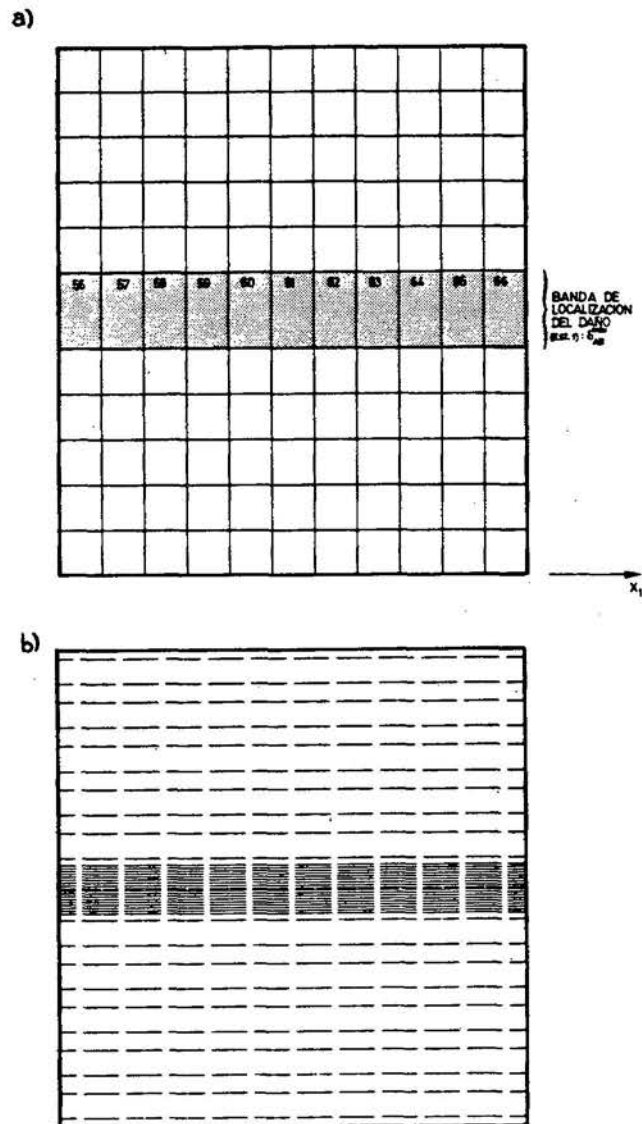 a)
56 57 58 59 60 61 62 63 64 65 66
BANDA DE
LOCALIZACION
DEL DAÑO
X₁
b)